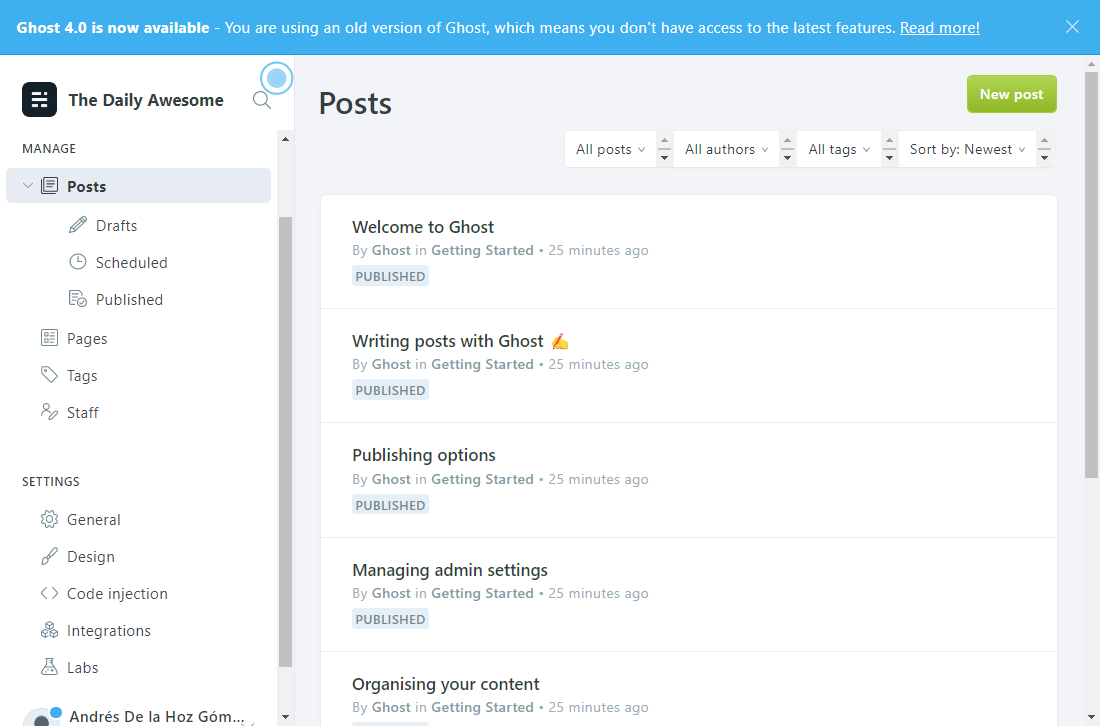 Ghost 4.0 is now available - You are using an old version of Ghost, which means you don't have access to the latest features. Read more!
The Daily Awesome
MANAGE
Posts
Drafts
Scheduled
Published
Pages
Tags
Staff
SETTINGS
General
Design
Code injection
Integrations
Labs
Andrés De la Hoz Góm...
Posts
New post
All posts
All authors
All tags
Sort by: Newest
Welcome to Ghost
By Ghost in Getting Started • 25 minutes ago
PUBLISHED
Writing posts with Ghost ✍️
By Ghost in Getting Started • 25 minutes ago
PUBLISHED
Publishing options
By Ghost in Getting Started • 25 minutes ago
PUBLISHED
Managing admin settings
By Ghost in Getting Started • 25 minutes ago
PUBLISHED
Organising your content
By Ghost in Getting Started • 25 minutes ago